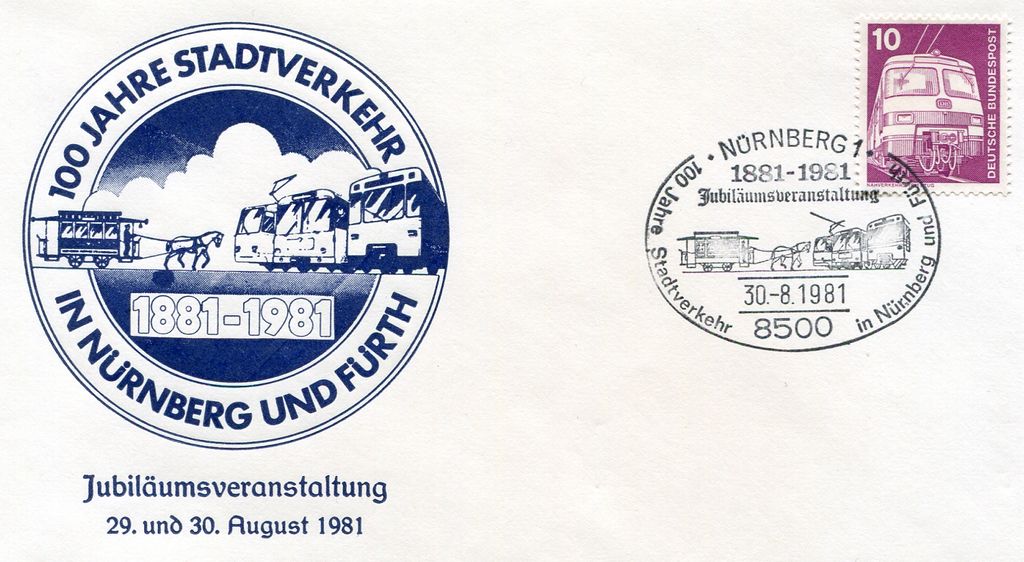 100 JAHRE STADTVERKEHR
IN NÜRNBERG UND FÜRTH
1881-1981
Jubiläumsveranstaltung
29. und 30. August 1981
10
DEUTSCHE BUNDESPOST
• NÜRNBERG 1 •
1881-1981
Jubiläumsveranstaltung
100 Jahre Stadtverkehr
in Nürnberg und Fürth
30.-8.1981
8500